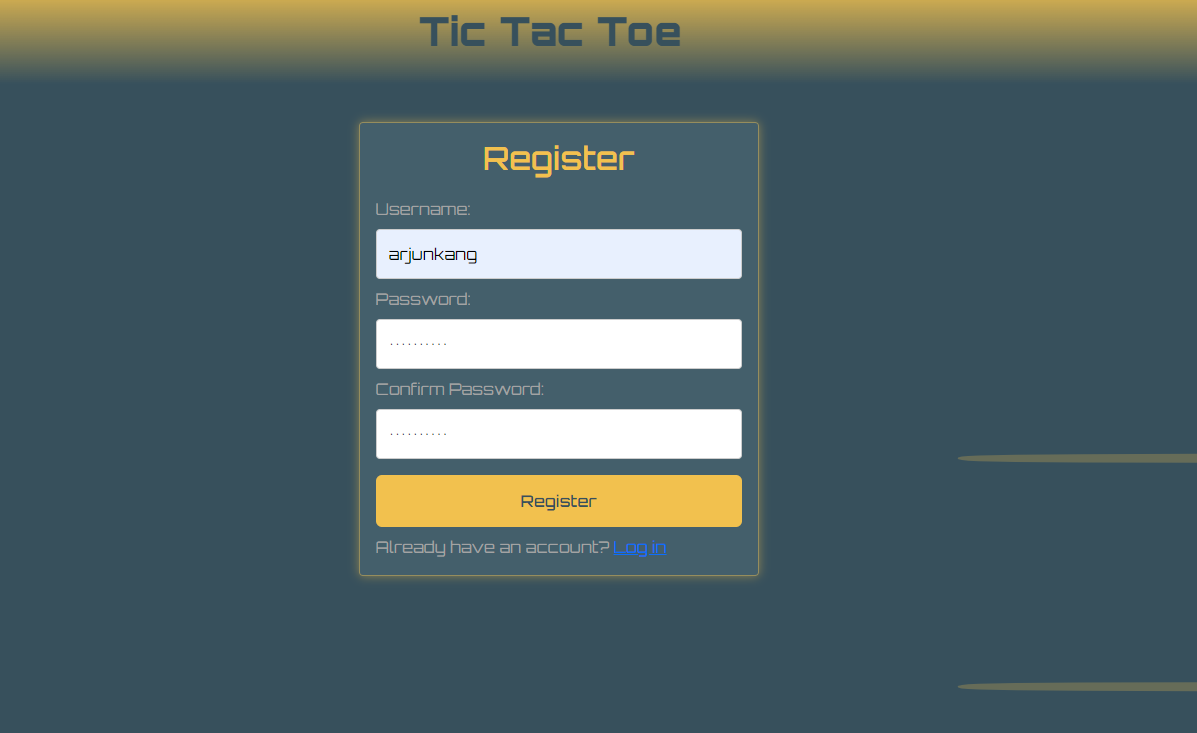 Tic Tac Toe
Register
Username:
arjunkang
Password:
..........
Confirm Password:
..........
Register
Already have an account? Log in